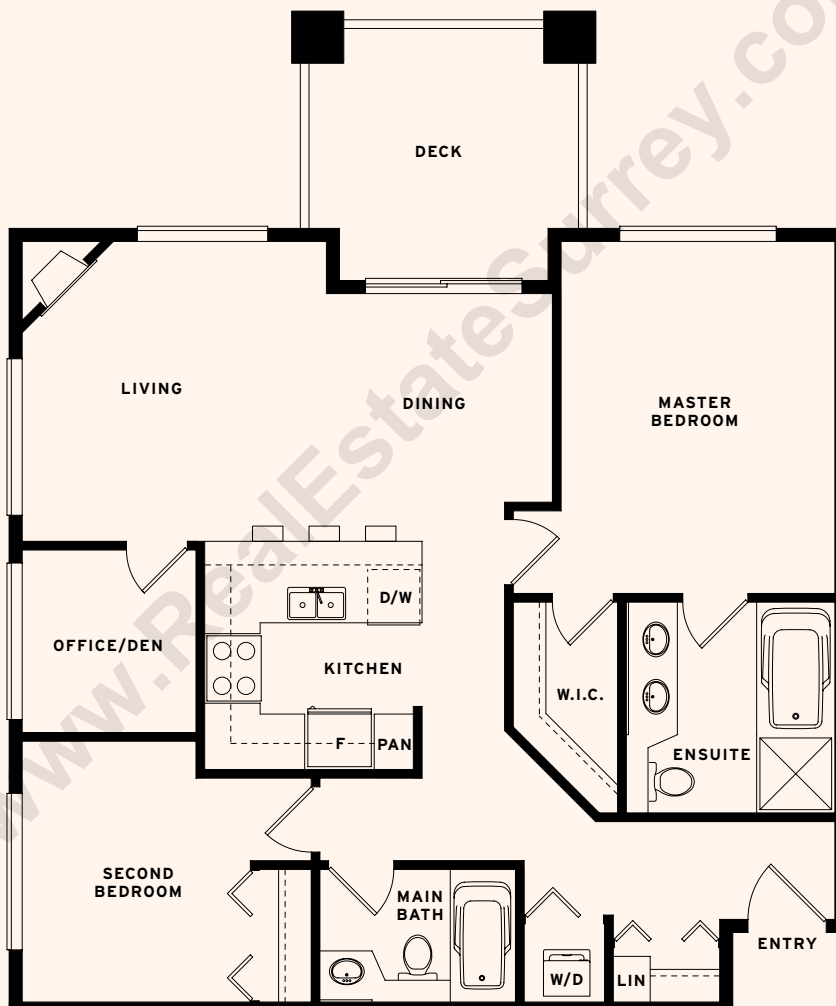 DECK
LIVING
DINING
MASTER
BEDROOM
D/W
OFFICE/DEN
KITCHEN
W.I.C.
F
PAN
ENSUITE
SECOND
BEDROOM
MAIN
BATH
ENTRY
W/D
LIN
www.RealEstateSurrey.com